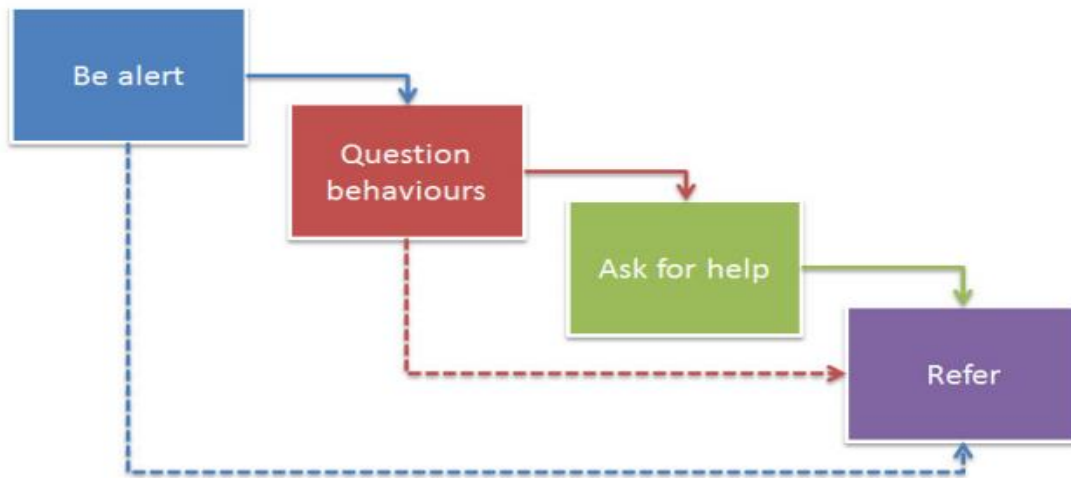 Be alert
Question
behaviours
Ask for help
Refer